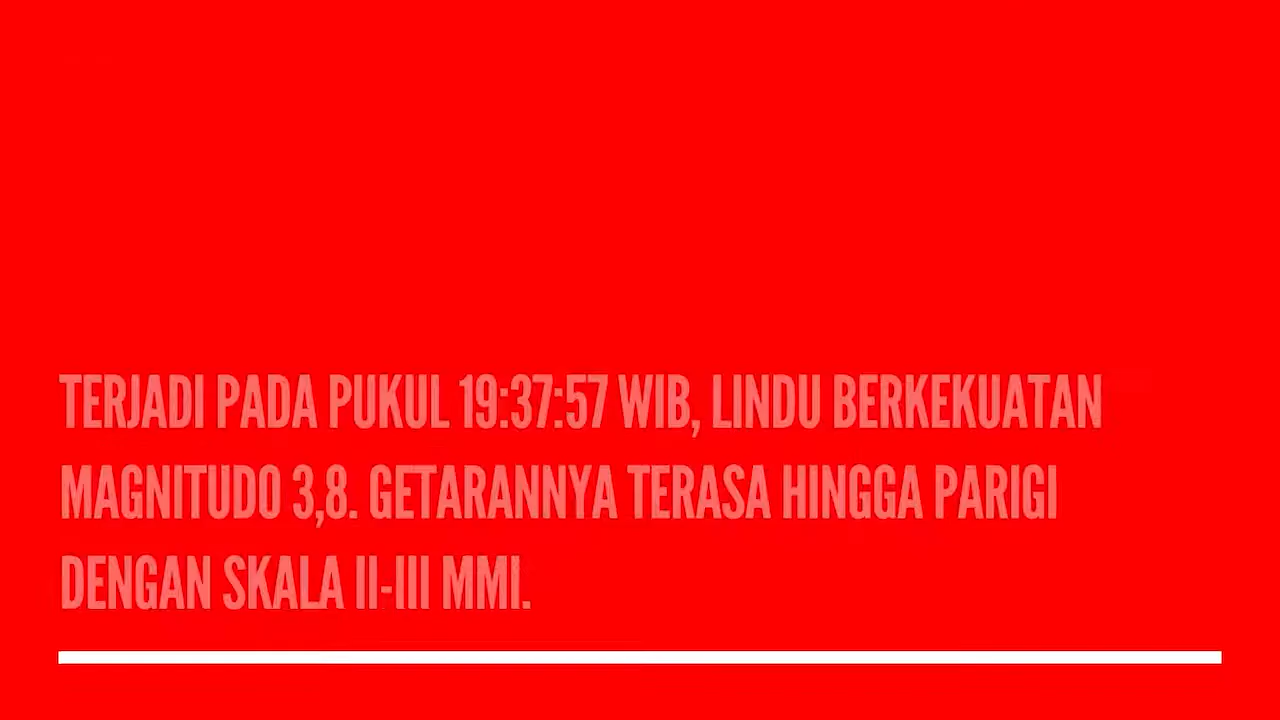 TERJADI PADA PUKUL 19:37:57 WIB, LINDU BERKEKUATAN
MAGNITUDO 3,8. GETARANNYA TERASA HINGGA PARIGI
DENGAN SKALA II-III MMI.